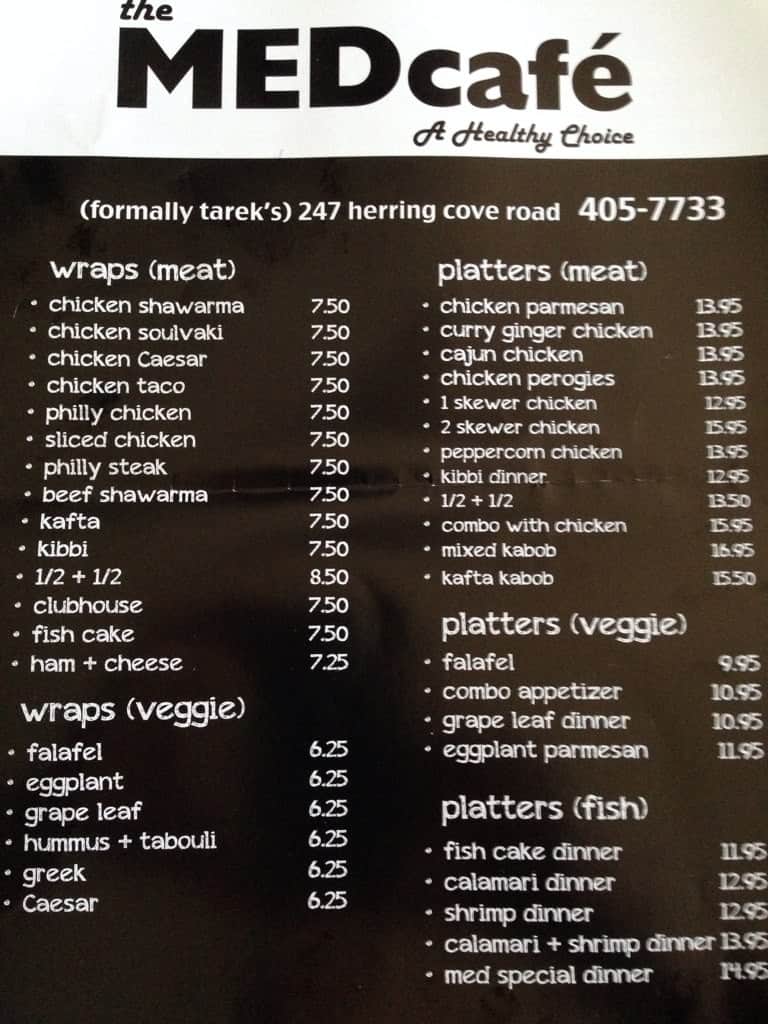 the
MEDcafé
A Healthy Choice
(formally tarek's) 247 herring cove road 405-7733
wraps (meat)
• chicken shawarma 7.50
• chicken soulvaki 7.50
• chicken Caesar 7.50
• chicken taco 7.50
• philly chicken 7.50
• sliced chicken 7.50
• philly steak 7.50
• beef shawarma 7.50
• kafta 7.50
• kibbi 7.50
• 1/2 + 1/2 8.50
• clubhouse 7.50
• fish cake 7.50
• ham + cheese 7.25
wraps (veggie)
• falafel 6.25
• eggplant 6.25
• grape leaf 6.25
• hummus + tabouli 6.25
• greek 6.25
• Caesar 6.25
platters (meat)
• chicken parmesan 13.95
• curry ginger chicken 13.95
• cajun chicken 13.95
• chicken perogies 13.95
• 1 skewer chicken 12.95
• 2 skewer chicken 15.95
• peppercorn chicken 13.95
• kibbi dinner 12.95
• 1/2 + 1/2 13.50
• combo with chicken 15.95
• mixed kabob 16.95
• kafta kabob 15.50
platters (veggie)
• falafel 9.95
• combo appetizer 10.95
• grape leaf dinner 10.95
• eggplant parmesan 11.95
platters (fish)
• fish cake dinner 11.95
• calamari dinner 12.95
• shrimp dinner 12.95
• calamari + shrimp dinner 13.95
• med special dinner 14.95